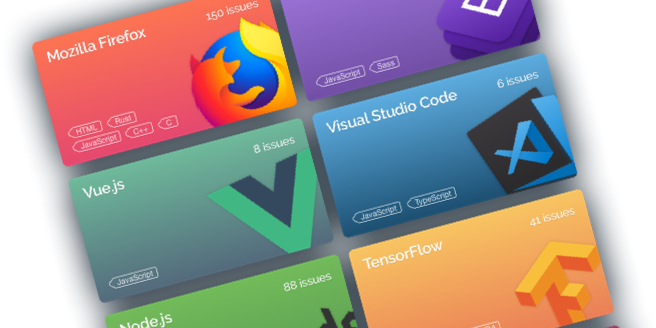 Mozilla Firefox
150 issues
HTML
Rust
JavaScript
C++
C
JavaScript
Sass
Vue.js
8 issues
JavaScript
Visual Studio Code
6 issues
JavaScript
TypeScript
Node.js
88 issues
TensorFlow
41 issues